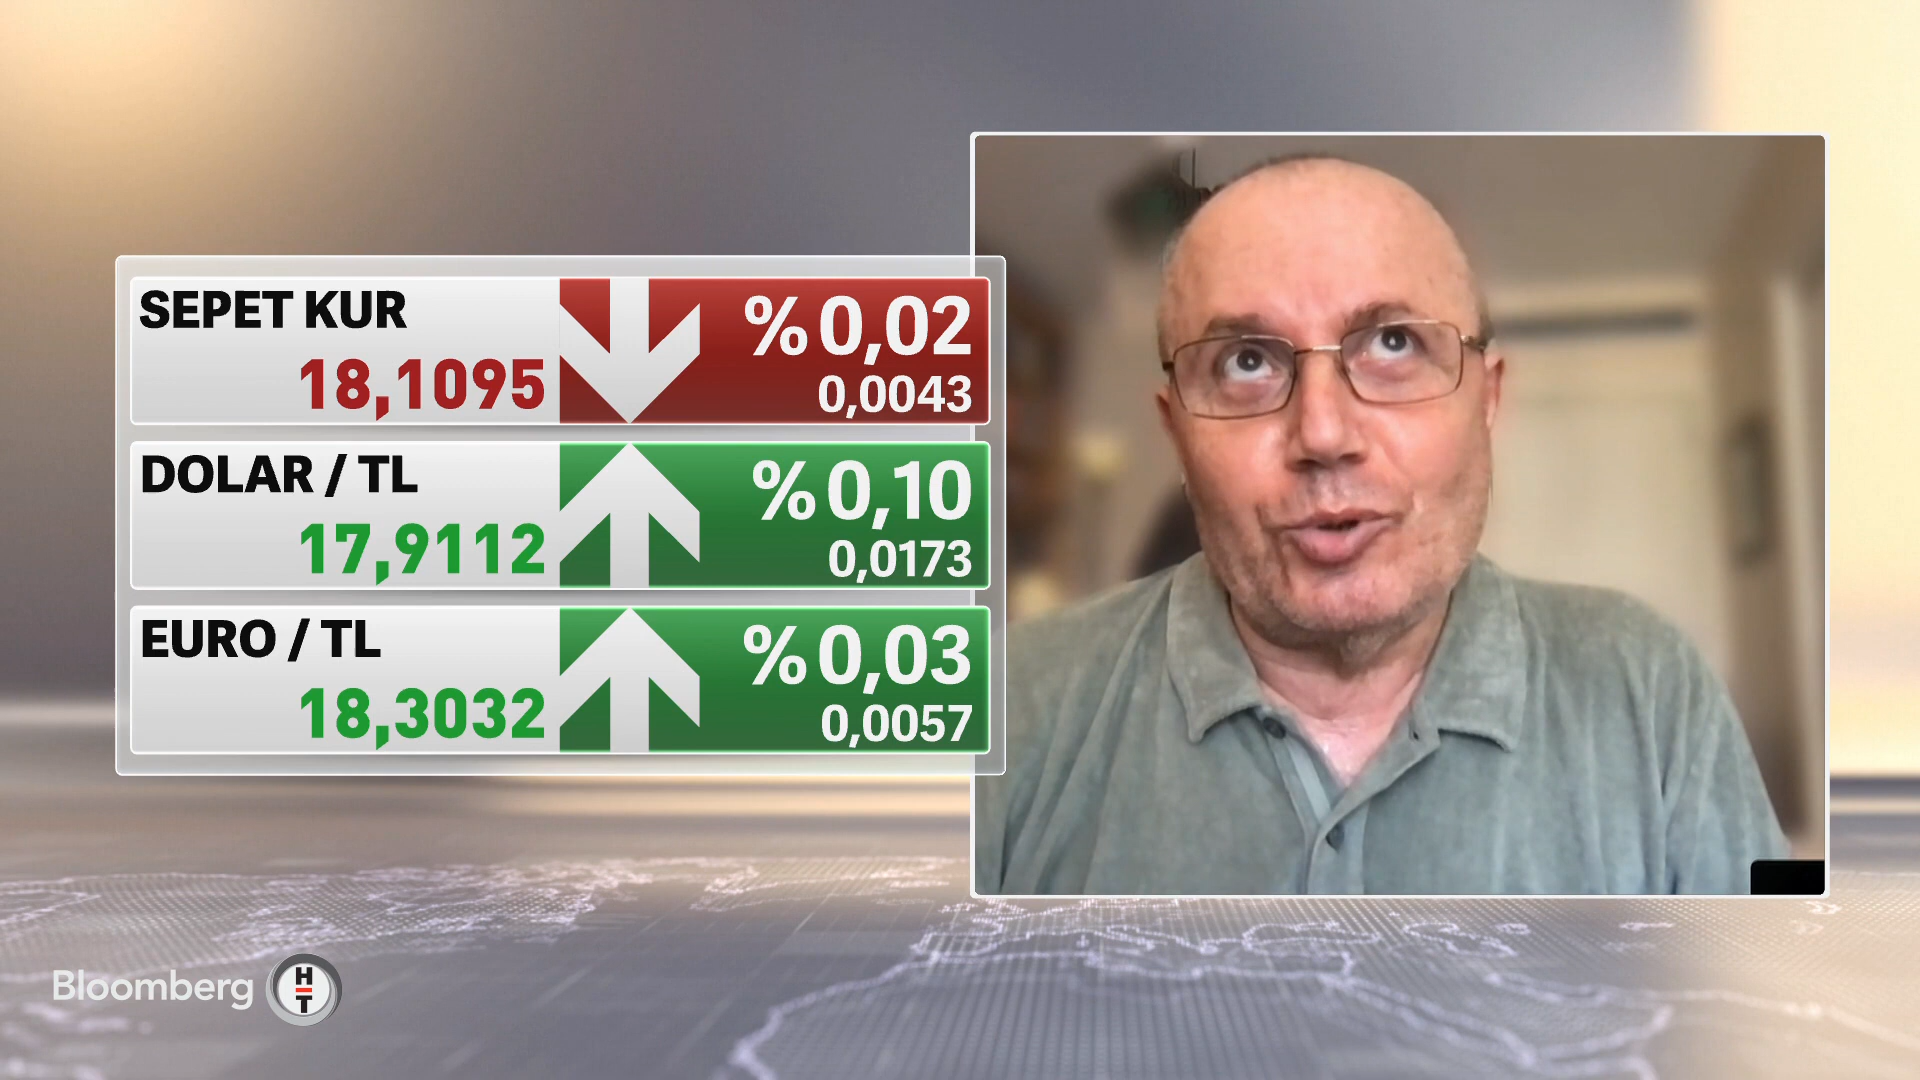 SEPET KUR
18,1095
%0,02
0,0043
DOLAR / TL
17,9112
%0,10
0,0173
EURO / TL
18,3032
%0,03
0,0057
Bloomberg HT